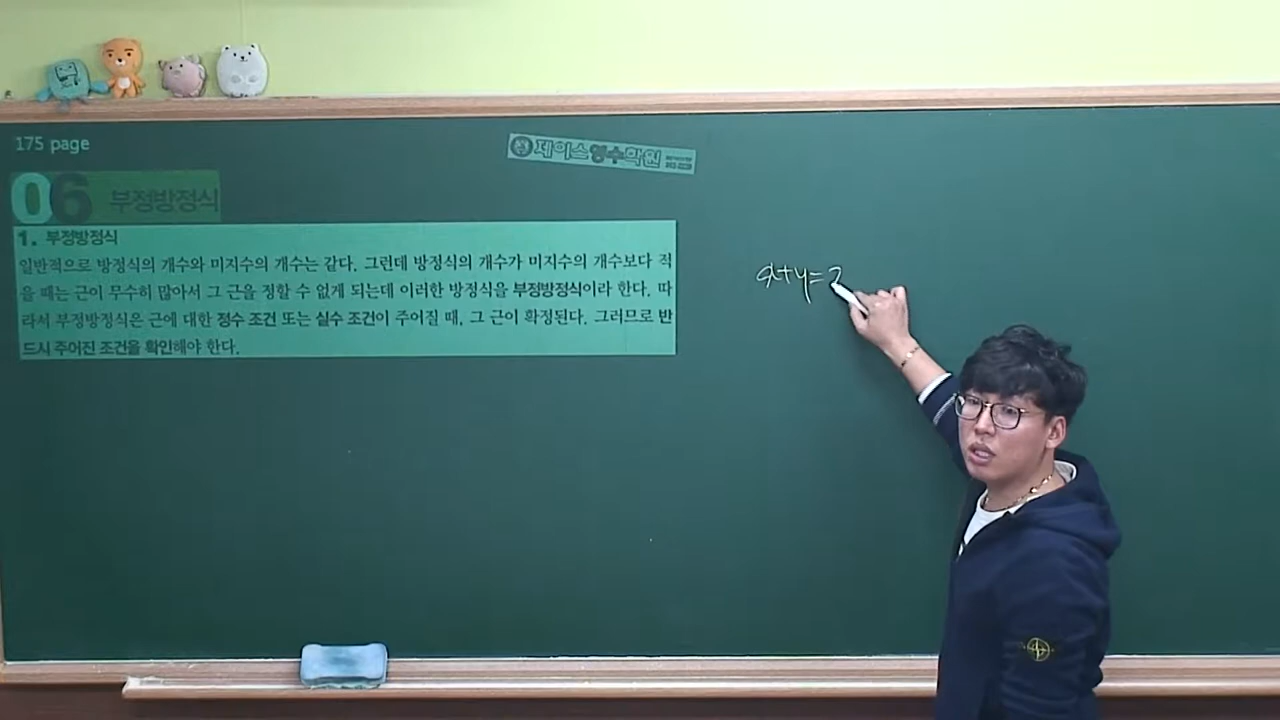 175 page
제이스영수학원
06 부정방정식
1. 부정방정식
일반적으로 방정식의 개수와 미지수의 개수는 같다. 그런데 방정식의 개수가 미지수의 개수보다 적
을 때는 근이 무수히 많아서 그 근을 정할 수 없게 되는데 이러한 방정식을 부정방정식이라 한다. 따
라서 부정방정식은 근에 대한 정수 조건 또는 실수 조건이 주어질 때, 그 근이 확정된다. 그러므로 반
드시 주어진 조건을 확인해야 한다.
x+y=